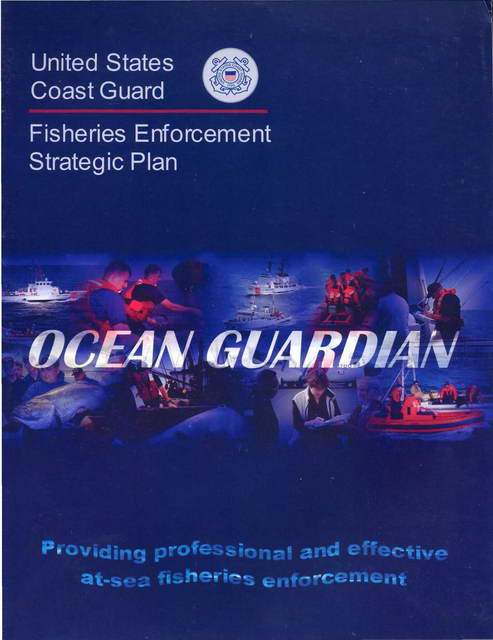 United States
Coast Guard
Fisheries Enforcement
Strategic Plan
OCEAN GUARDIAN
Providing professional and effective
at-sea fisheries enforcement